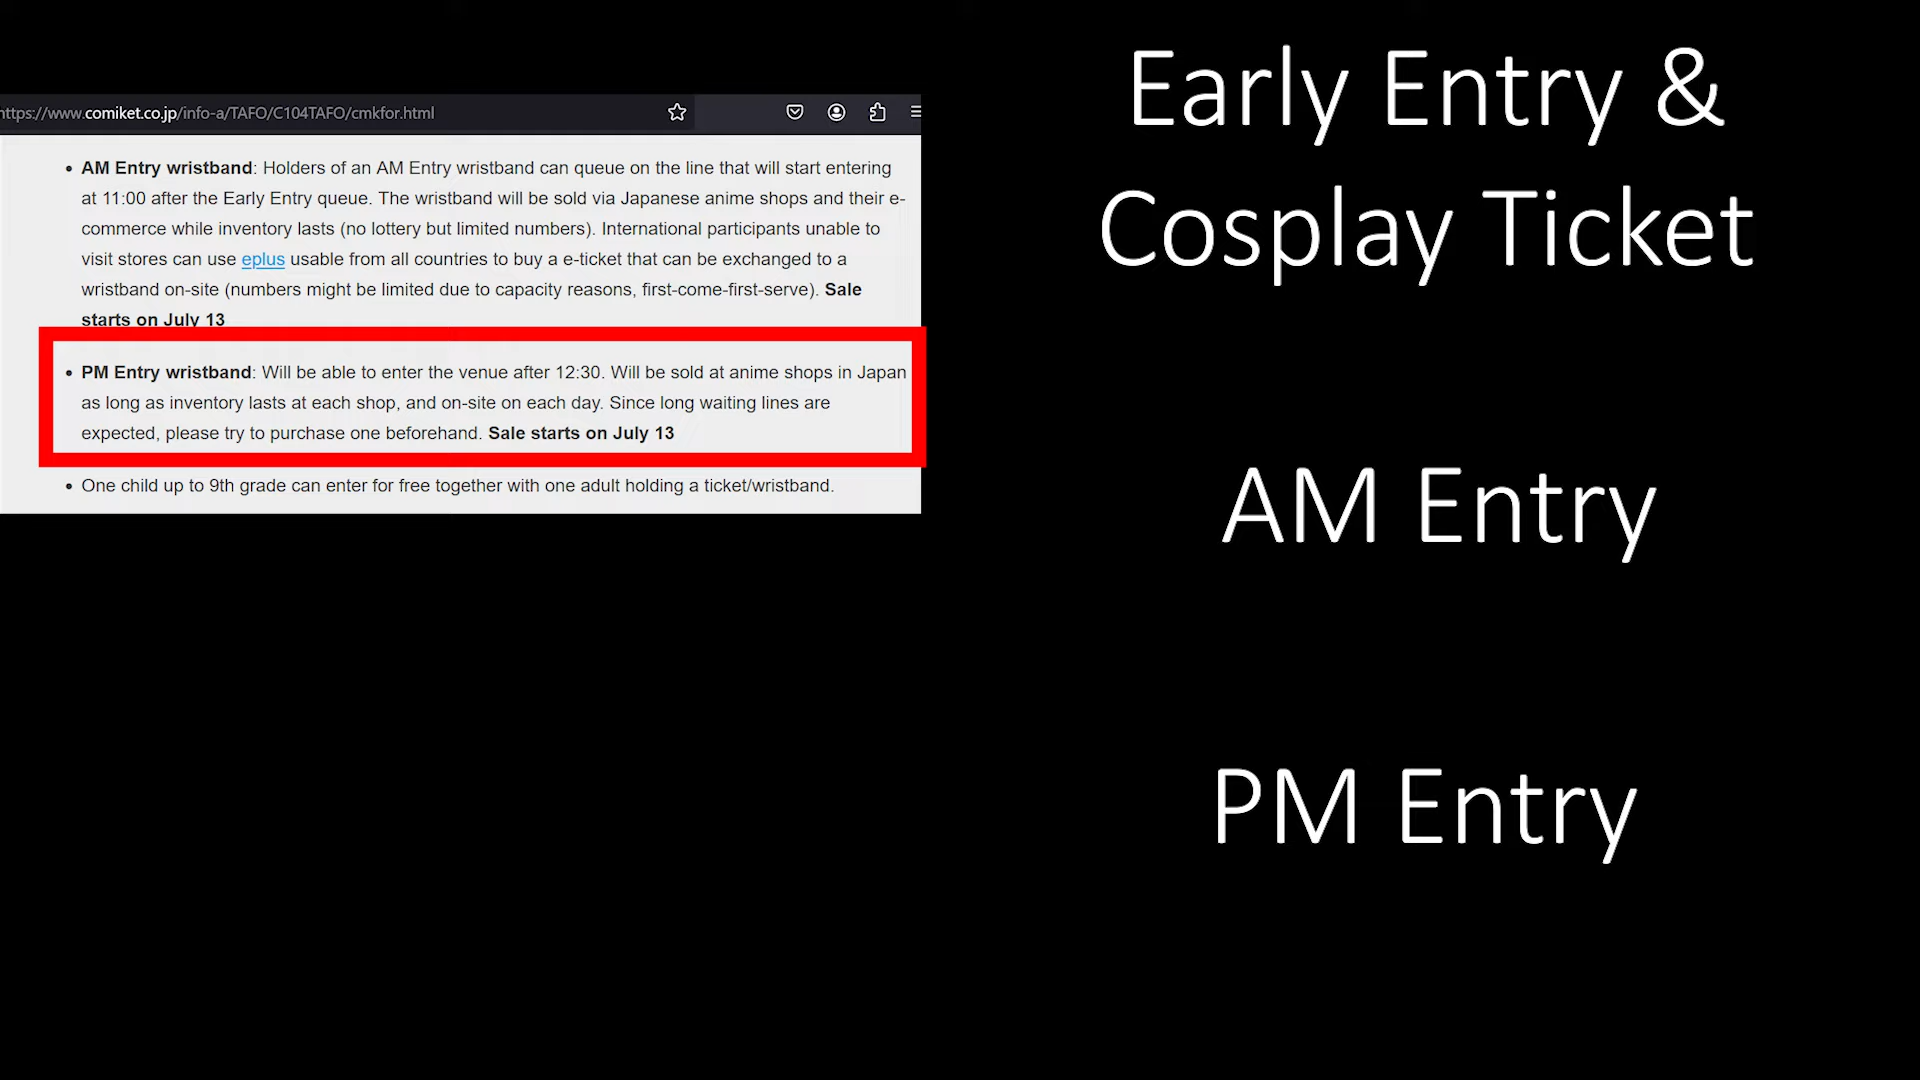 https://www.comiket.co.jp/info-a/TAFO/C104TAFO/cmkfor.html
• AM Entry wristband: Holders of an AM Entry wristband can queue on the line that will start entering
at 11:00 after the Early Entry queue. The wristband will be sold via Japanese anime shops and their e-
commerce while inventory lasts (no lottery but limited numbers). International participants unable to
visit stores can use eplus usable from all countries to buy a e-ticket that can be exchanged to a
wristband on-site (numbers might be limited due to capacity reasons, first-come-first-serve). Sale
starts on July 13
• PM Entry wristband: Will be able to enter the venue after 12:30. Will be sold at anime shops in Japan
as long as inventory lasts at each shop, and on-site on each day. Since long waiting lines are
expected, please try to purchase one beforehand. Sale starts on July 13
• One child up to 9th grade can enter for free together with one adult holding a ticket/wristband.
Early Entry &
Cosplay Ticket
AM Entry
PM Entry